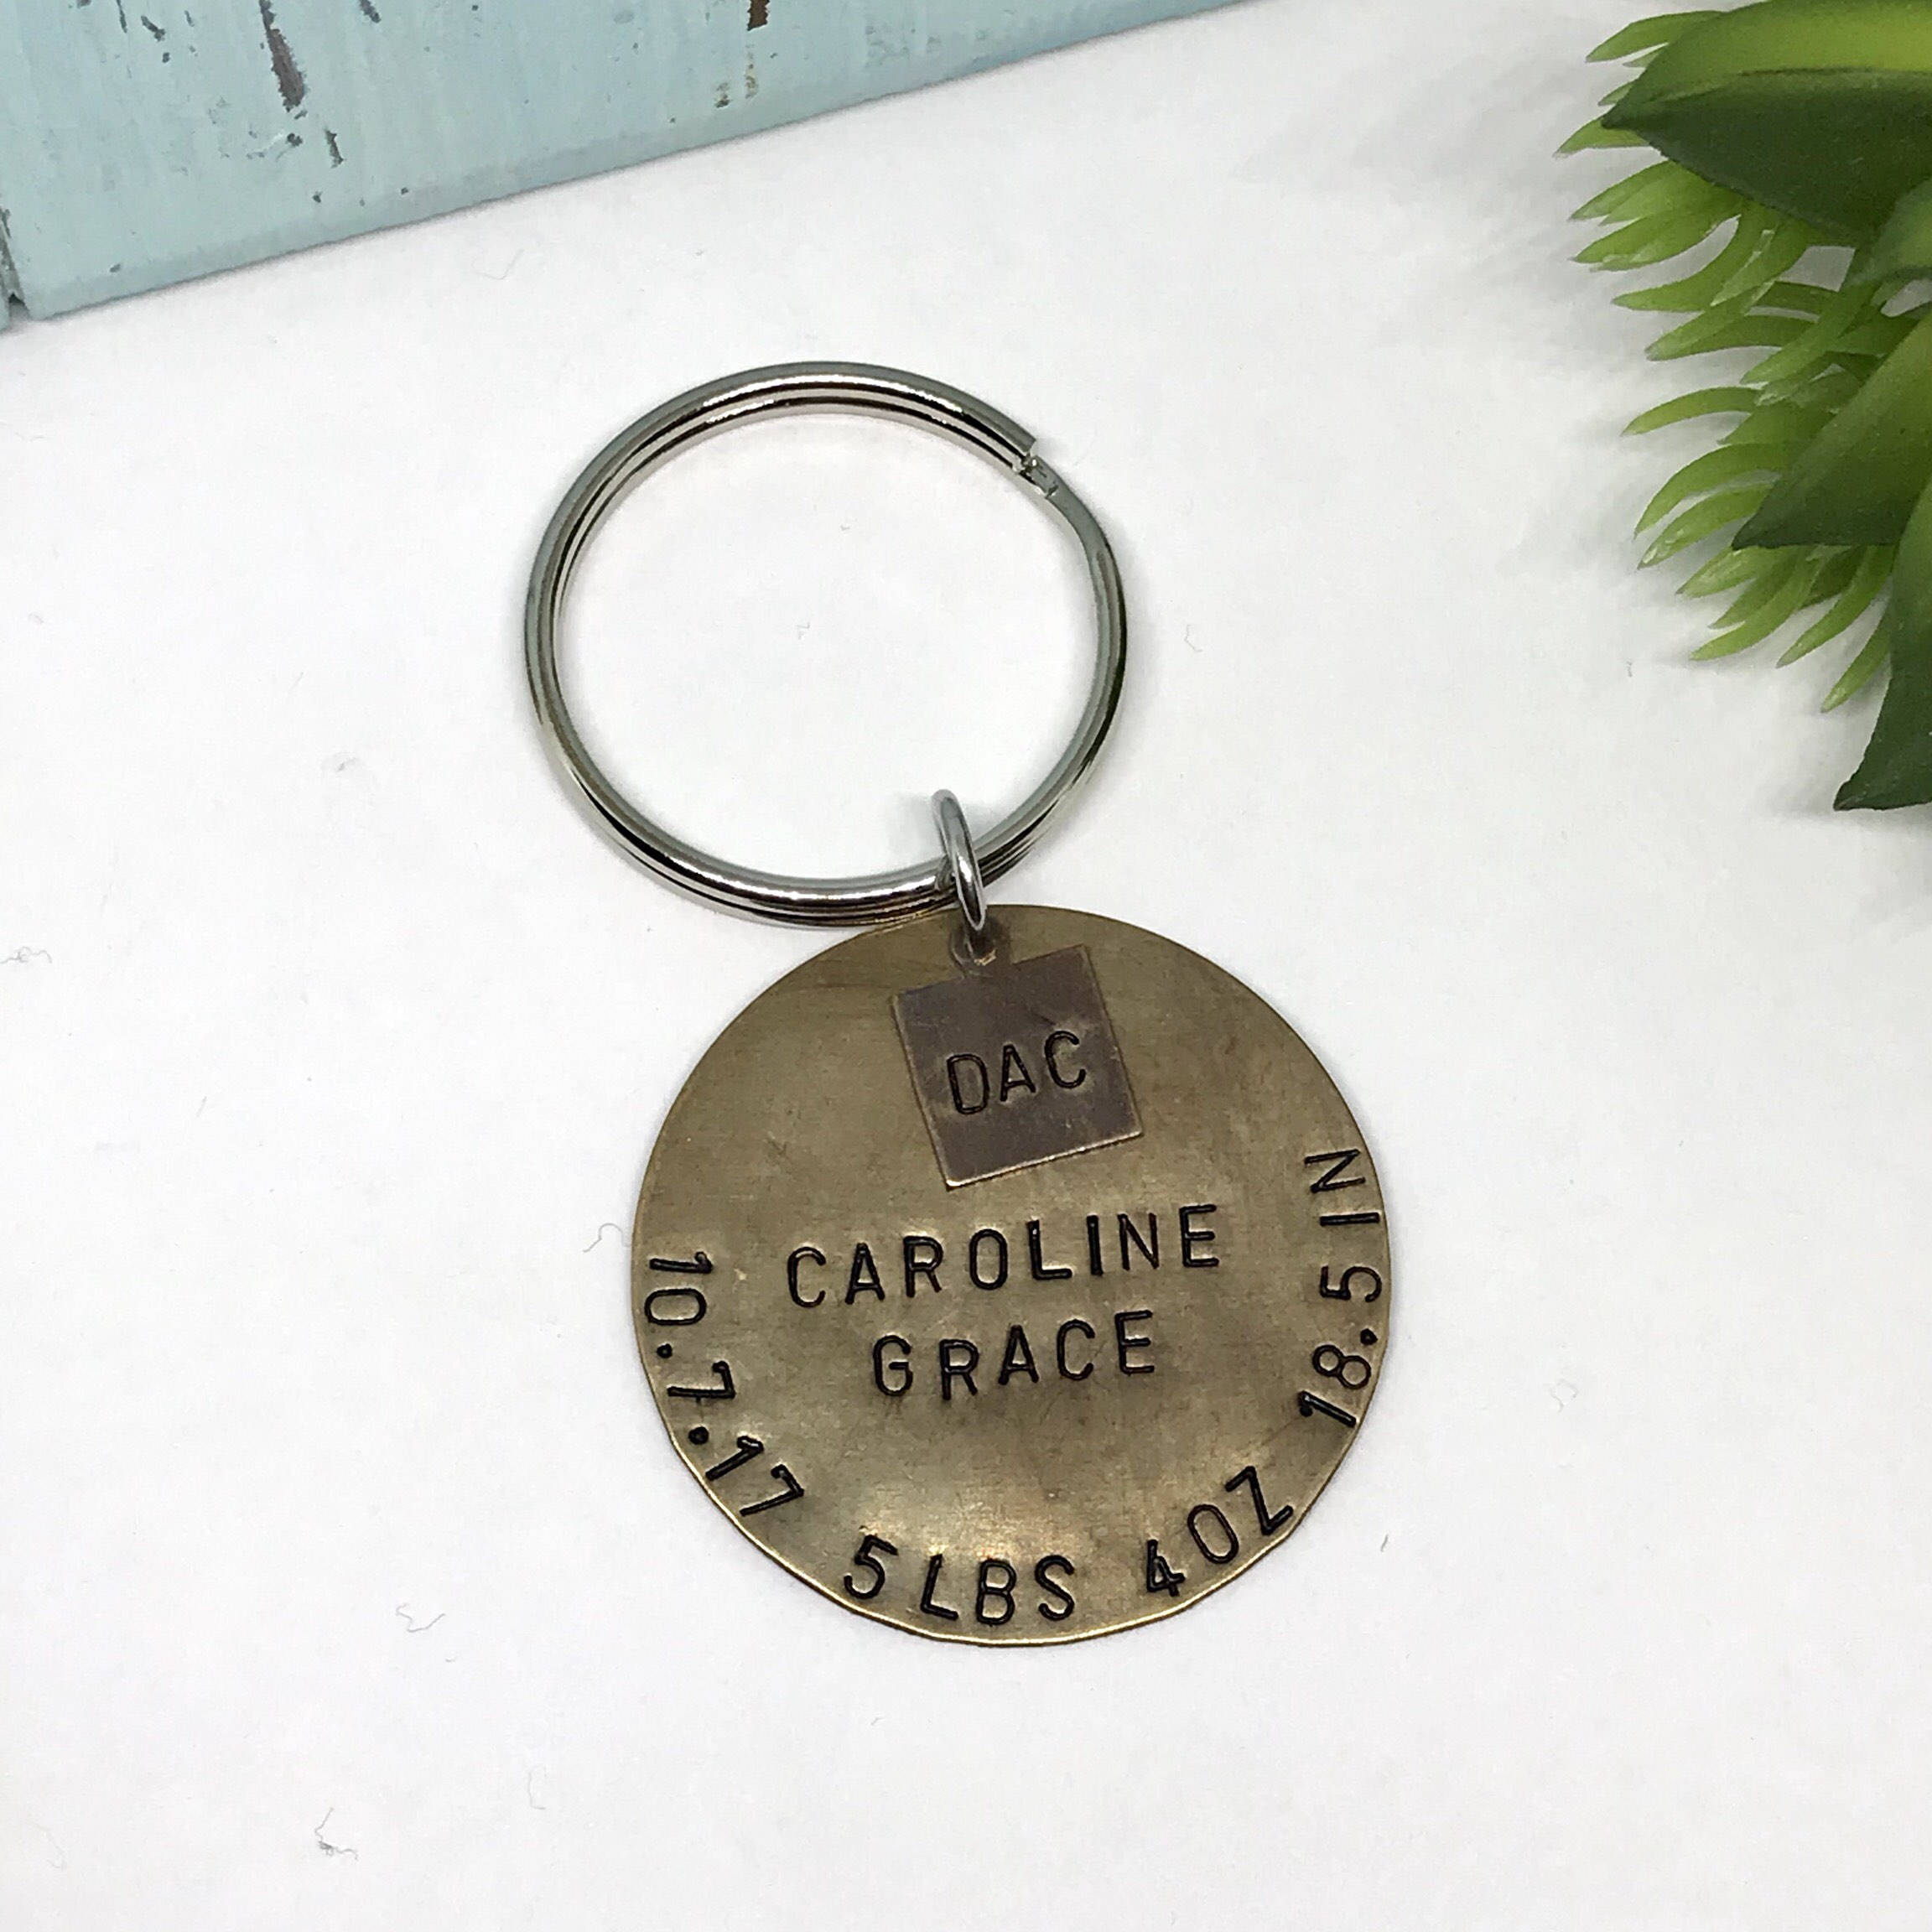 DAC
CAROLINE
GRACE
10.7.17 5LBS 4OZ 18.5 IN